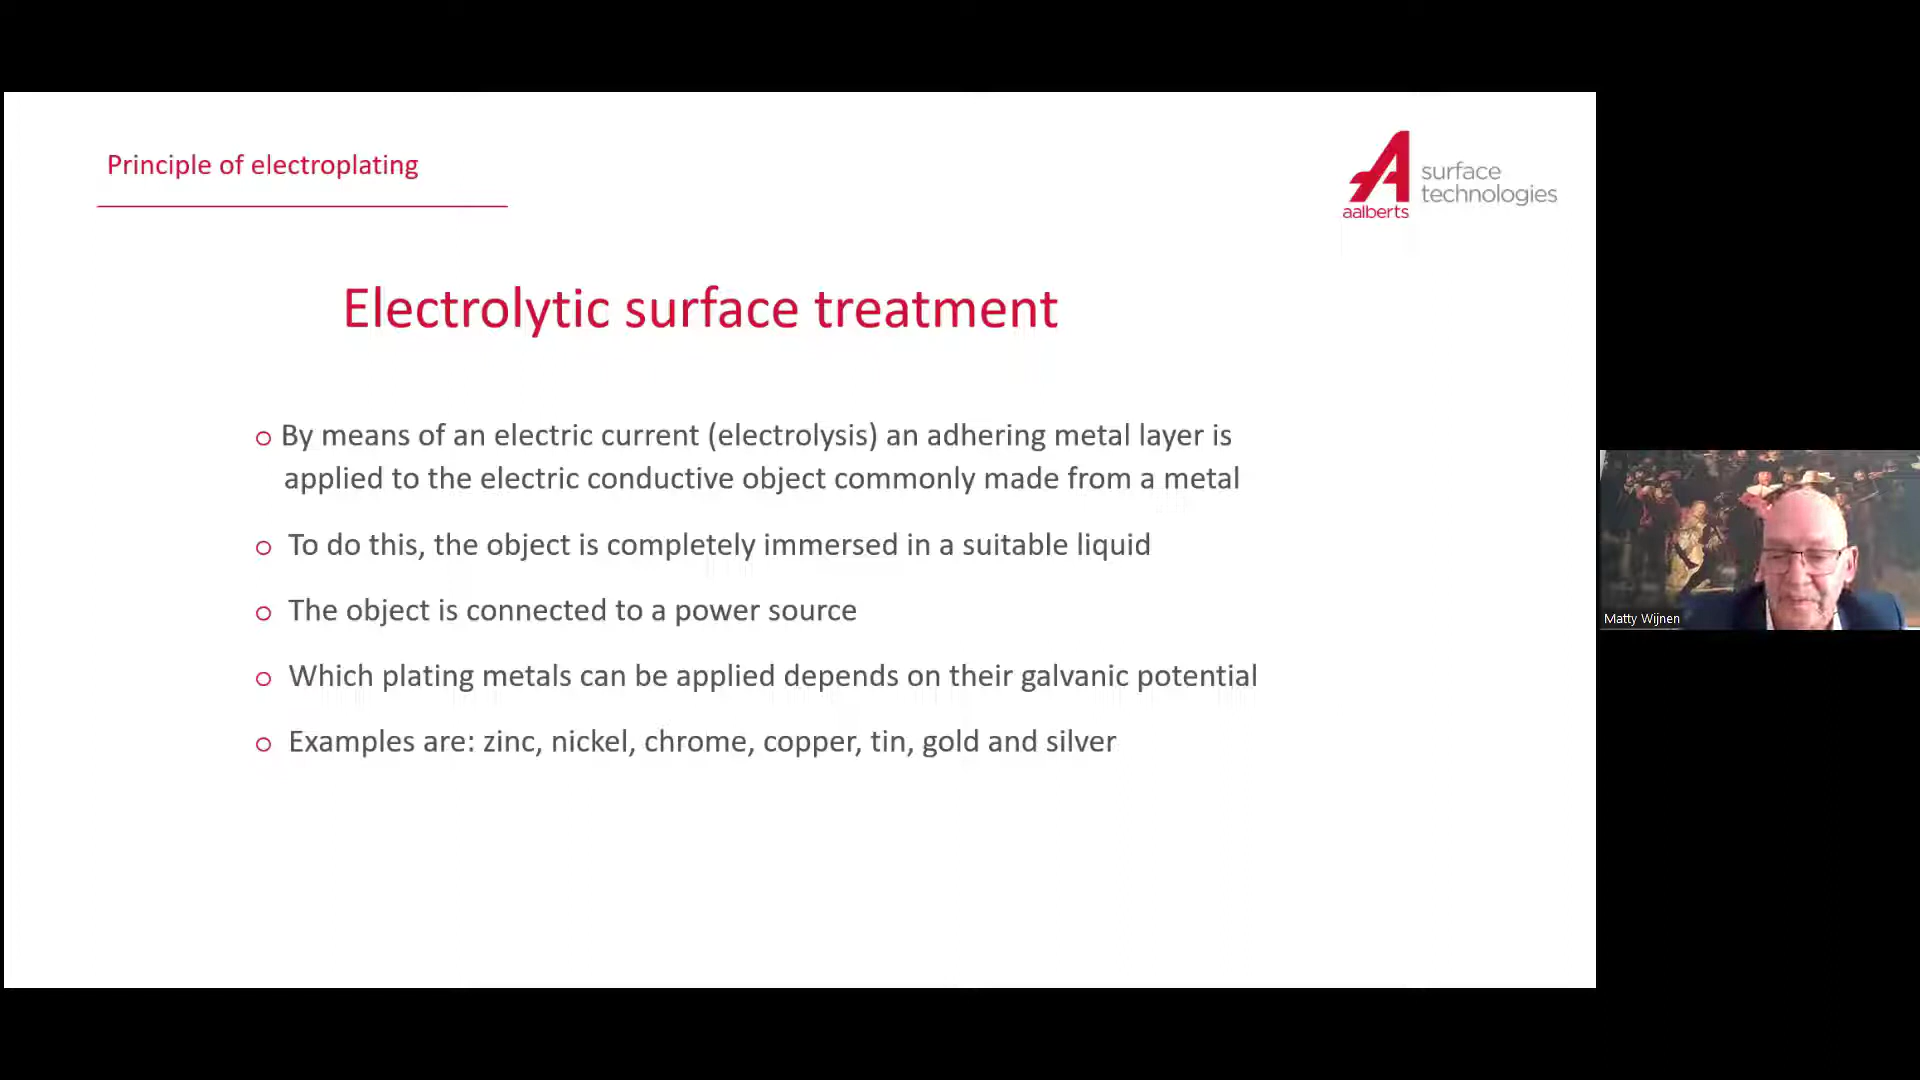 Principle of electroplating
surface
technologies
aalberts
Electrolytic surface treatment
o By means of an electric current (electrolysis) an adhering metal layer is
applied to the electric conductive object commonly made from a metal
o To do this, the object is completely immersed in a suitable liquid
o The object is connected to a power source
o Which plating metals can be applied depends on their galvanic potential
o Examples are: zinc, nickel, chrome, copper, tin, gold and silver
Matty Wijnen